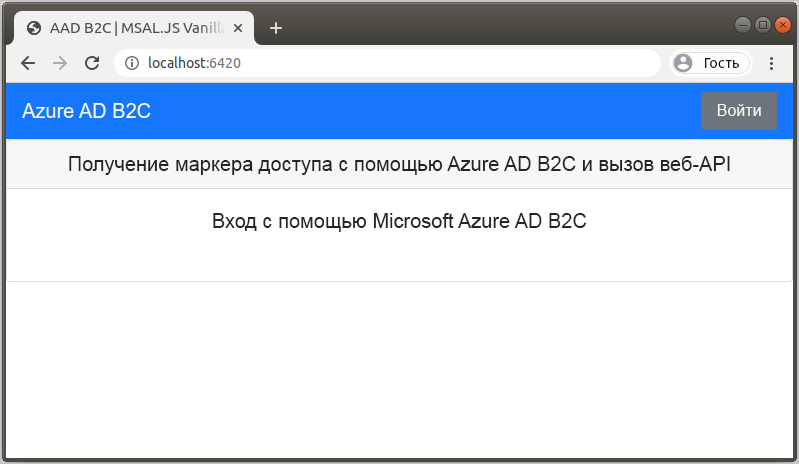 AAD B2C | MSAL.JS Vanilla
localhost:6420
Гость
Azure AD B2C
Войти
Получение маркера доступа с помощью Azure AD B2C и вызов веб-API
Вход с помощью Microsoft Azure AD B2C